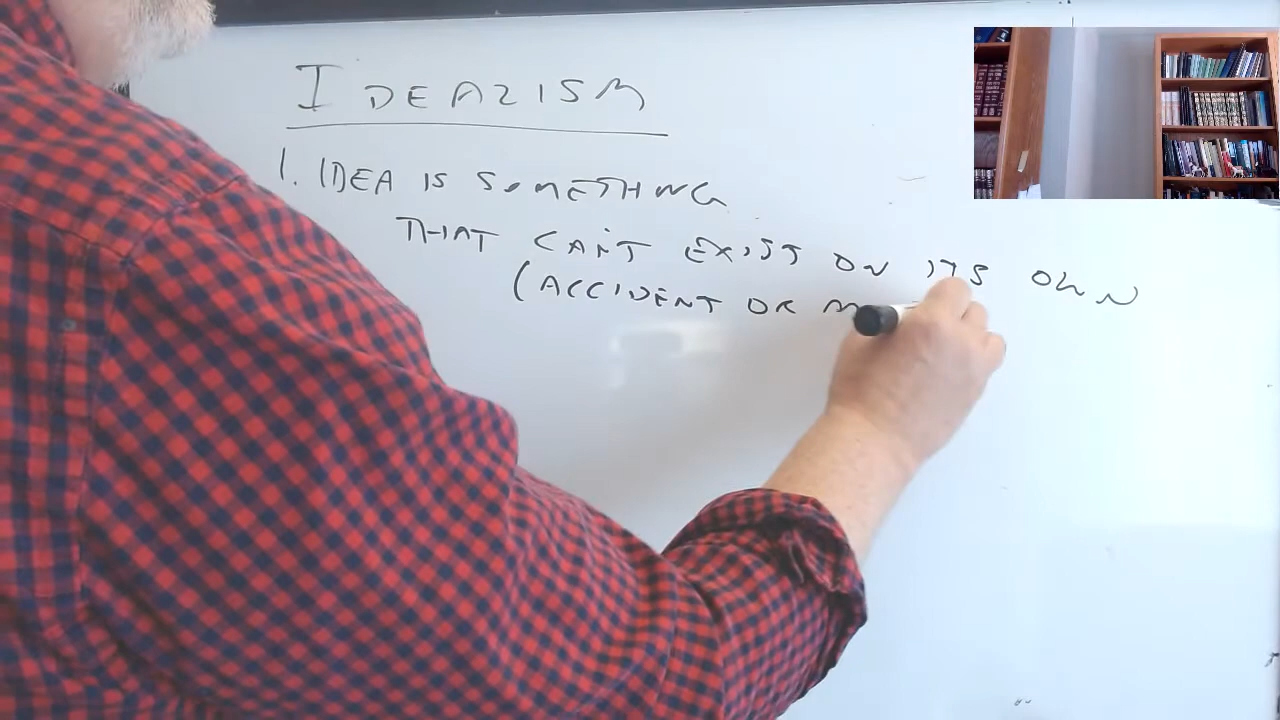 IDEALISM
1. IDEA IS SOMETHING
THAT CAN'T EXIST ON ITS OWN
(ACCIDENT OR